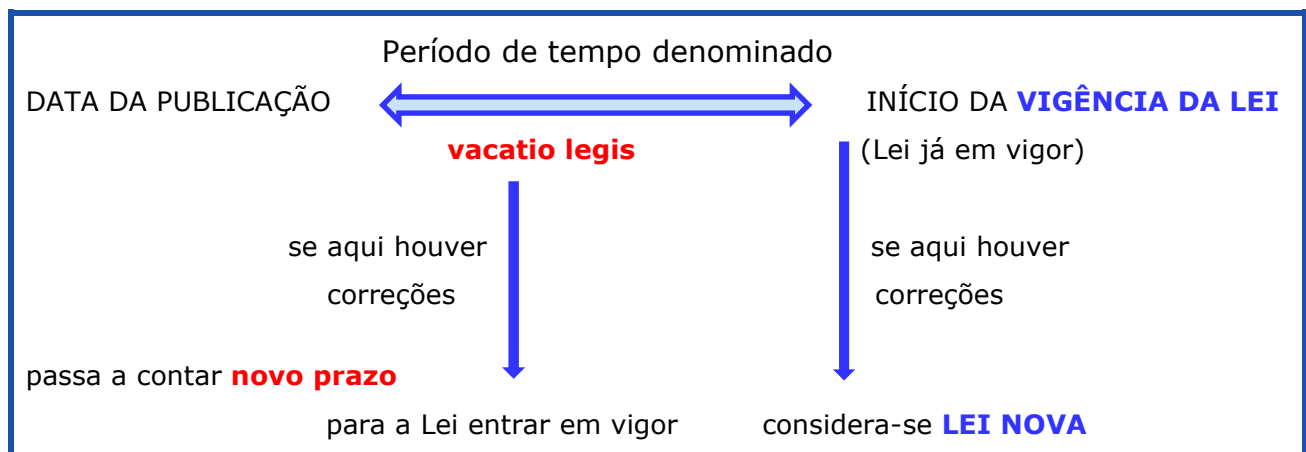 Período de tempo denominado
DATA DA PUBLICAÇÃO INÍCIO DA VIGÊNCIA DA LEI
vacatio legis (Lei já em vigor)
se aqui houver se aqui houver
correções correções
passa a contar novo prazo
para a Lei entrar em vigor considera-se LEI NOVA